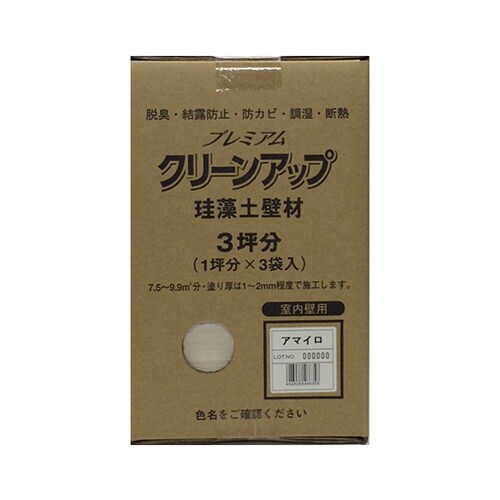 脱臭・結露防止・防カビ・調湿・断熱
プレミアム
クリーンアップ
珪藻土壁材
3坪分
(1坪分×3袋入)
7.5〜9.9㎡分・塗り厚は1〜2mm程度で施工します。
室内壁用
アマイロ
LOT.NO. 000000
色名をご確認ください